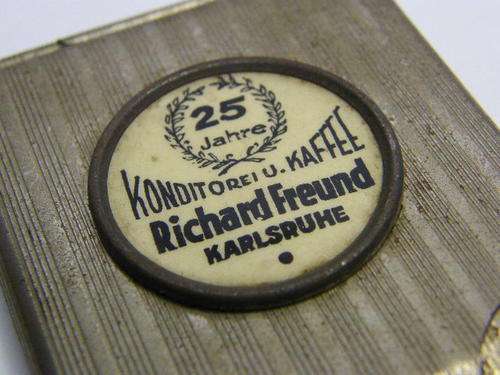 25
Jahre
KONDITOREI U. KAFFEE
Richard Freund
KARLSRUHE